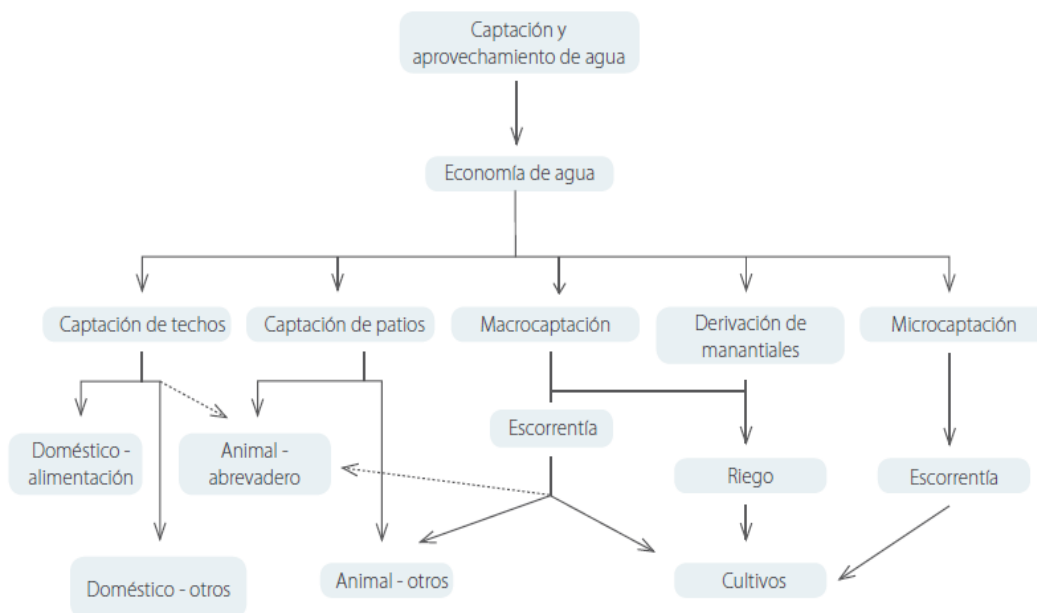 Captación y
aprovechamiento de agua
Economía de agua
Captación de techos
Captación de patios
Macrocaptación
Derivación de
manantiales
Microcaptación
Escorrentía
Doméstico -
alimentación
Animal -
abrevadero
Riego
Escorrentía
Doméstico - otros
Animal - otros
Cultivos